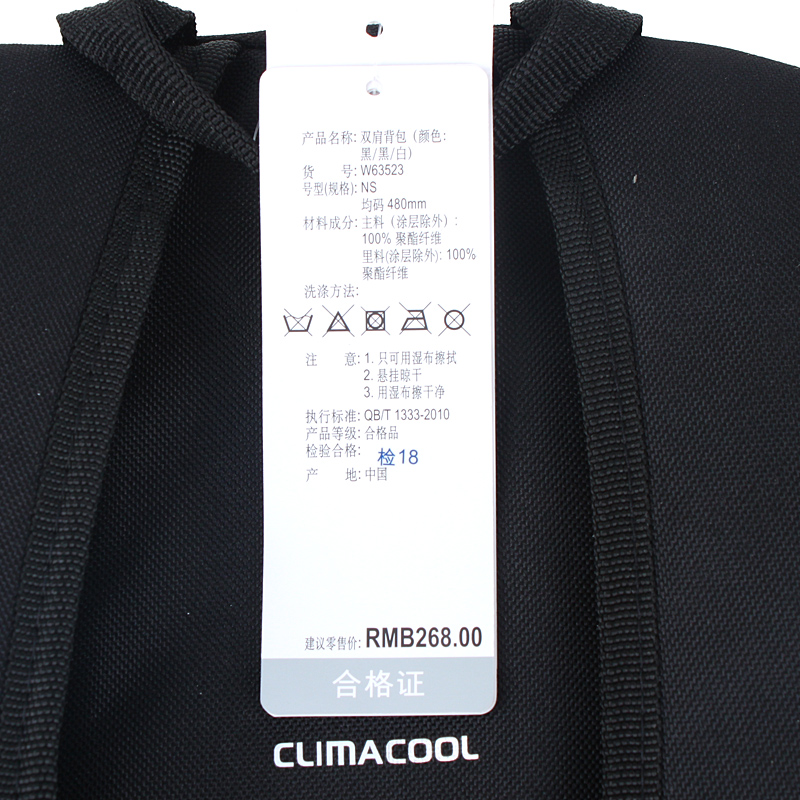 产品名称: 双肩背包（颜色:
黑/黑/白)
货 号: W63523
号型(规格): NS
均码 480mm
材料成分: 主料（涂层除外）:
100% 聚酯纤维
里料(涂层除外): 100%
聚酯纤维
洗涤方法:
注 意: 1. 只可用湿布擦拭
2. 悬挂晾干
3. 用湿布擦干净
执行标准: QB/T 1333-2010
产品等级: 合格品
检验合格: 检18
产 地: 中国
建议零售价: RMB268.00
合格证
CLIMACOOL